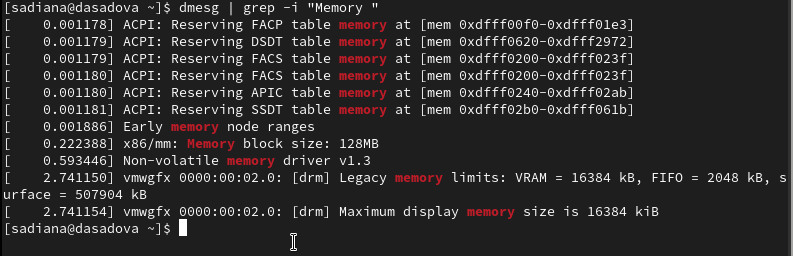 [sadiana@dasadova ~]$ dmesg | grep -i "Memory "
[    0.001178] ACPI: Reserving FACP table memory at [mem 0xdfff00f0-0xdfff01e3]
[    0.001179] ACPI: Reserving DSDT table memory at [mem 0xdfff0620-0xdfff2972]
[    0.001179] ACPI: Reserving FACS table memory at [mem 0xdfff0200-0xdfff023f]
[    0.001180] ACPI: Reserving FACS table memory at [mem 0xdfff0200-0xdfff023f]
[    0.001180] ACPI: Reserving APIC table memory at [mem 0xdfff0240-0xdfff02ab]
[    0.001181] ACPI: Reserving SSDT table memory at [mem 0xdfff02b0-0xdfff061b]
[    0.001886] Early memory node ranges
[    0.222388] x86/mm: Memory block size: 128MB
[    0.593446] Non-volatile memory driver v1.3
[    2.741150] vmwgfx 0000:00:02.0: [drm] Legacy memory limits: VRAM = 16384 kB, FIFO = 2048 kB, s
urface = 507904 kB
[    2.741154] vmwgfx 0000:00:02.0: [drm] Maximum display memory size is 16384 kiB
[sadiana@dasadova ~]$